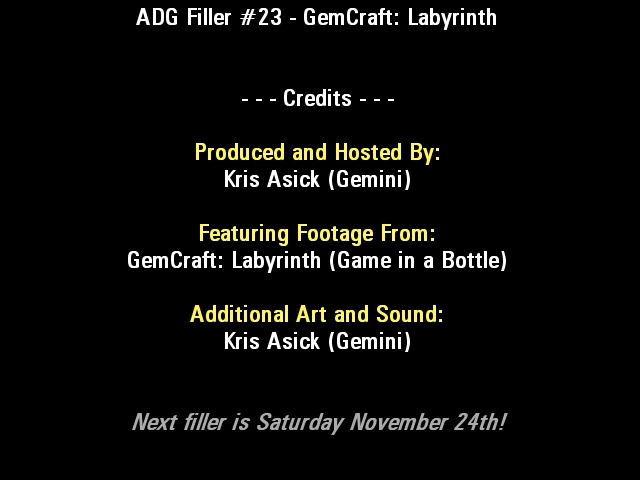 ADG Filler #23 - GemCraft: Labyrinth
- - - Credits - - -
Produced and Hosted By:
Kris Asick (Gemini)
Featuring Footage From:
GemCraft: Labyrinth (Game in a Bottle)
Additional Art and Sound:
Kris Asick (Gemini)
Next filler is Saturday November 24th!